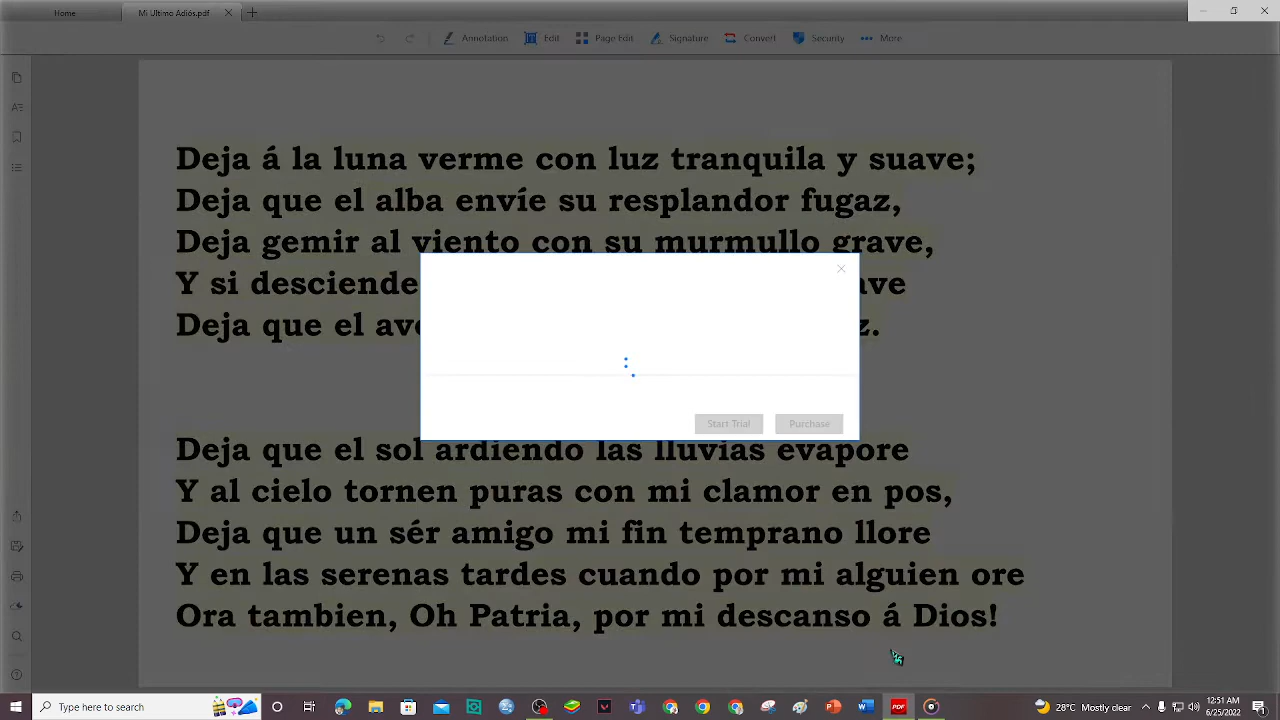 Home
Mi Ultimo Adiós.pdf
Annotation
Edit
Page Edit
Signature
Convert
Security
More
Deja á la luna verme con luz tranquila y suave;
Deja que el alba envíe su resplandor fugaz,
Deja gemir al viento con su murmullo grave,
Y si desciende
Deja que el
Start Trial
Purchase
Deja que el sol ardiendo las lluvias evapore
Y al cielo tornen puras con mi clamor en pos,
Deja que un sér amigo mi fin temprano llore
Y en las serenas tardes cuando por mi alguien ore
Ora tambien, Oh Patria, por mi descanso á Dios!
Type here to search
28°C Mostly clear
12:51 AM
6/25/2022